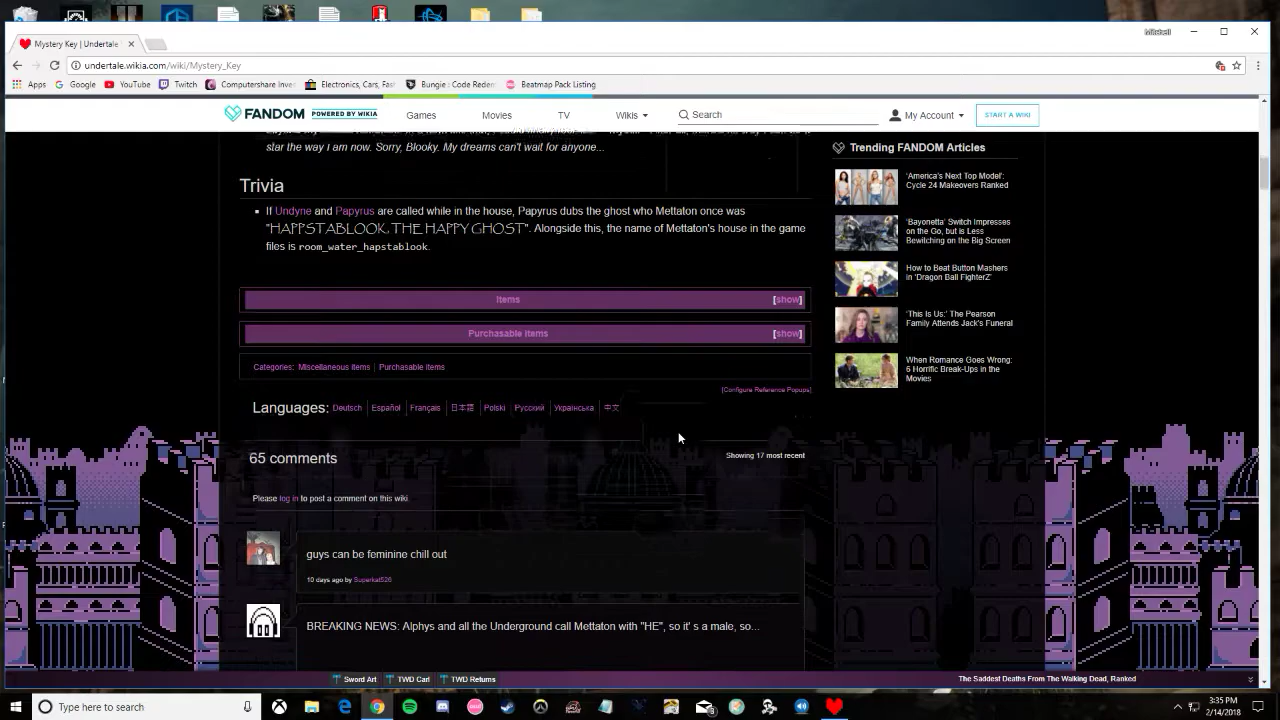 Mitchell
Mystery Key | Undertale
undertale.wikia.com/wiki/Mystery_Key
Apps Google YouTube Twitch Computershare Inve Electronics, Cars, Fas Bungie : Code Redem Beatmap Pack Listing
FANDOM POWERED BY WIKIA Games Movies TV Wikis Search My Account START A WIKI
star the way I am now. Sorry, Blooky. My dreams can't wait for anyone...
Trivia
If Undyne and Papyrus are called while in the house, Papyrus dubs the ghost who Mettaton once was
"HAPPSTABLOOK, THE HAPPY GHOST". Alongside this, the name of Mettaton's house in the game
files is room_water_hapstablook.
Items [show]
Purchasable items [show]
Categories: Miscellaneous items Purchasable items
[Configure Reference Popups]
Languages: Deutsch Español Français 日本語 Polski Русский Українська 中文
65 comments
Showing 17 most recent
Please log in to post a comment on this wiki.
guys can be feminine chill out
10 days ago by Superkat526
BREAKING NEWS: Alphys and all the Underground call Mettaton with "HE", so it' s a male, so...
Trending FANDOM Articles
'America's Next Top Model':
Cycle 24 Makeovers Ranked
'Bayonetta' Switch Impresses
on the Go, but is Less
Bewitching on the Big Screen
How to Beat Button Mashers
in 'Dragon Ball FighterZ'
'This Is Us:' The Pearson
Family Attends Jack's Funeral
When Romance Goes Wrong:
6 Horrific Break-Ups in the
Movies
Sword Art TWD Carl TWD Returns
The Saddest Deaths From The Walking Dead, Ranked
Type here to search
3:35 PM
2/14/2018